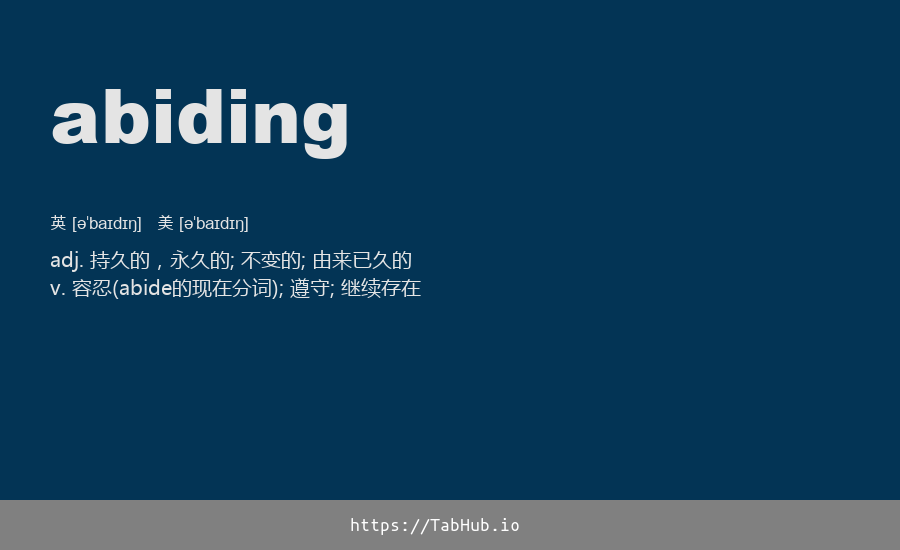 abiding
英 [ə'baɪdɪŋ] 美 [ə'baɪdɪŋ]
adj. 持久的，永久的; 不变的; 由来已久的
v. 容忍(abide的现在分词); 遵守; 继续存在
https://TabHub.io